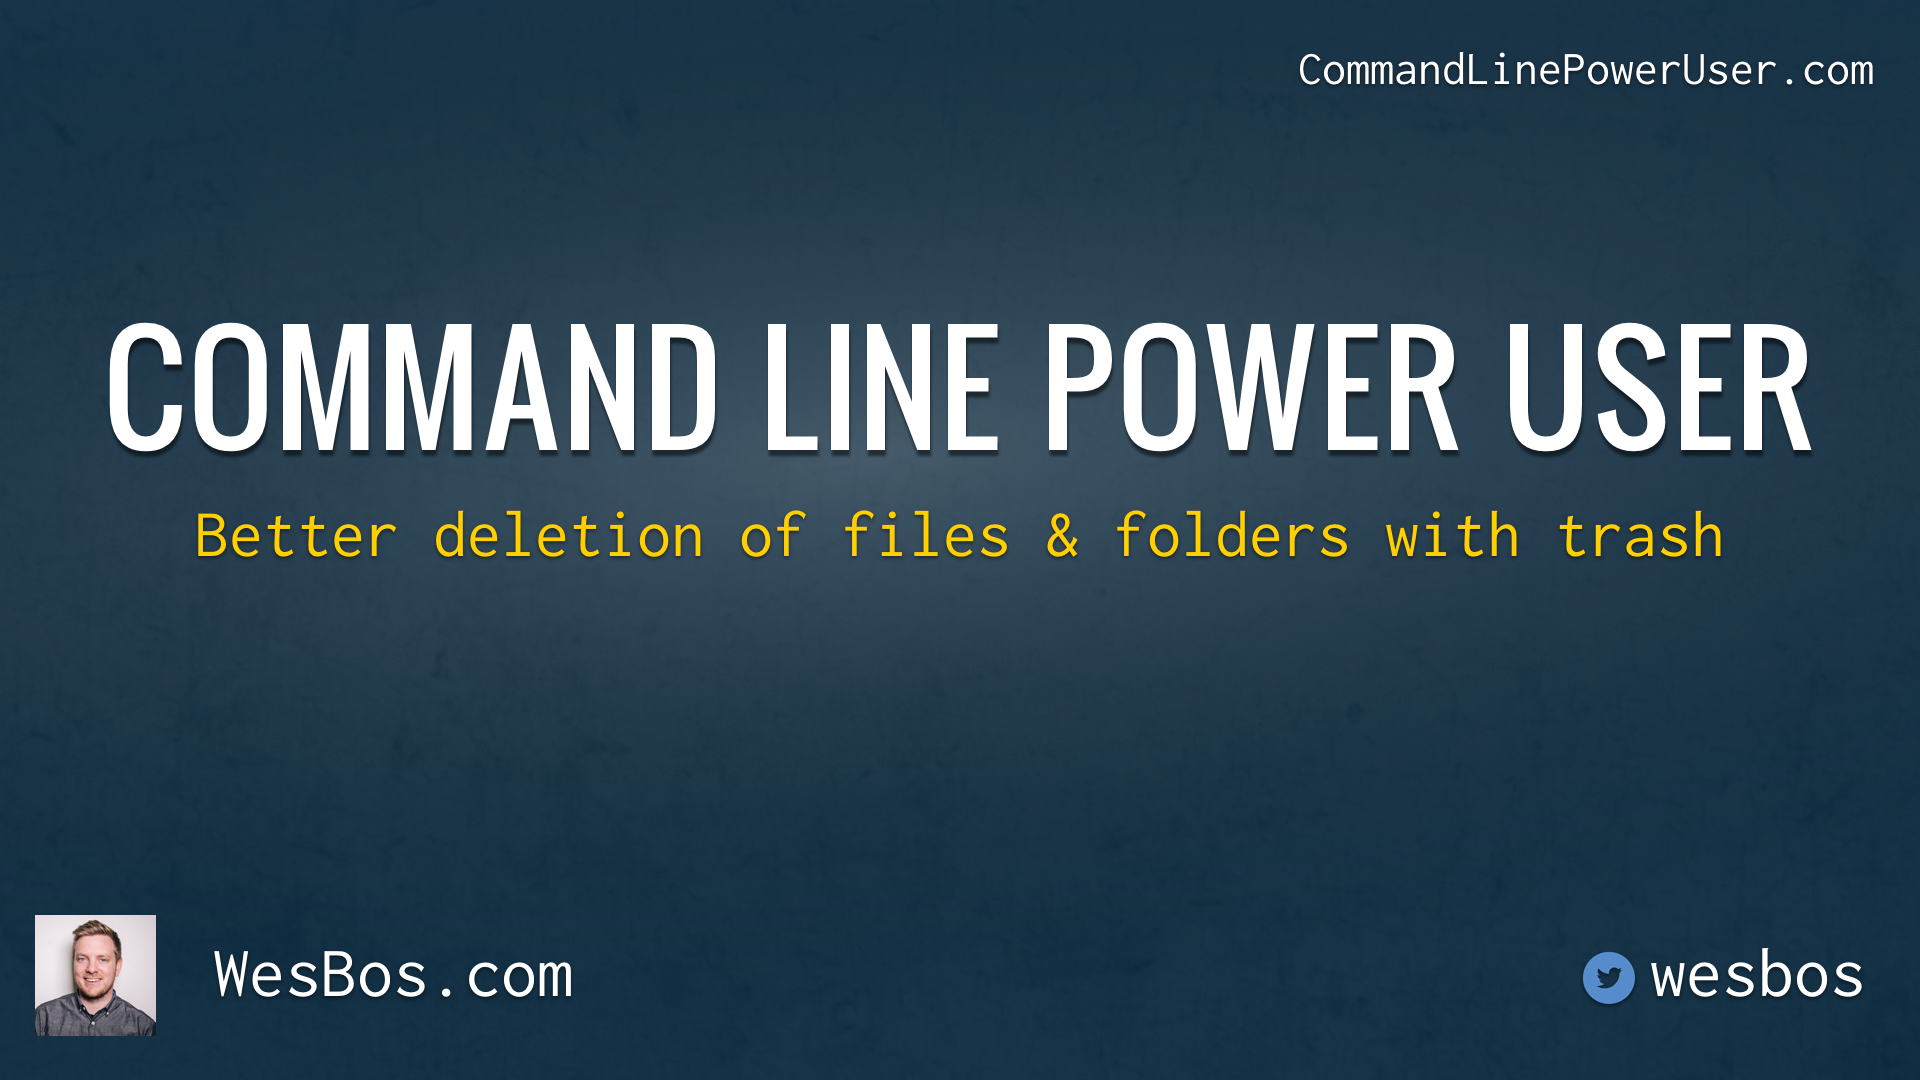 CommandLinePowerUser.com
COMMAND LINE POWER USER
Better deletion of files & folders with trash
WesBos.com
wesbos